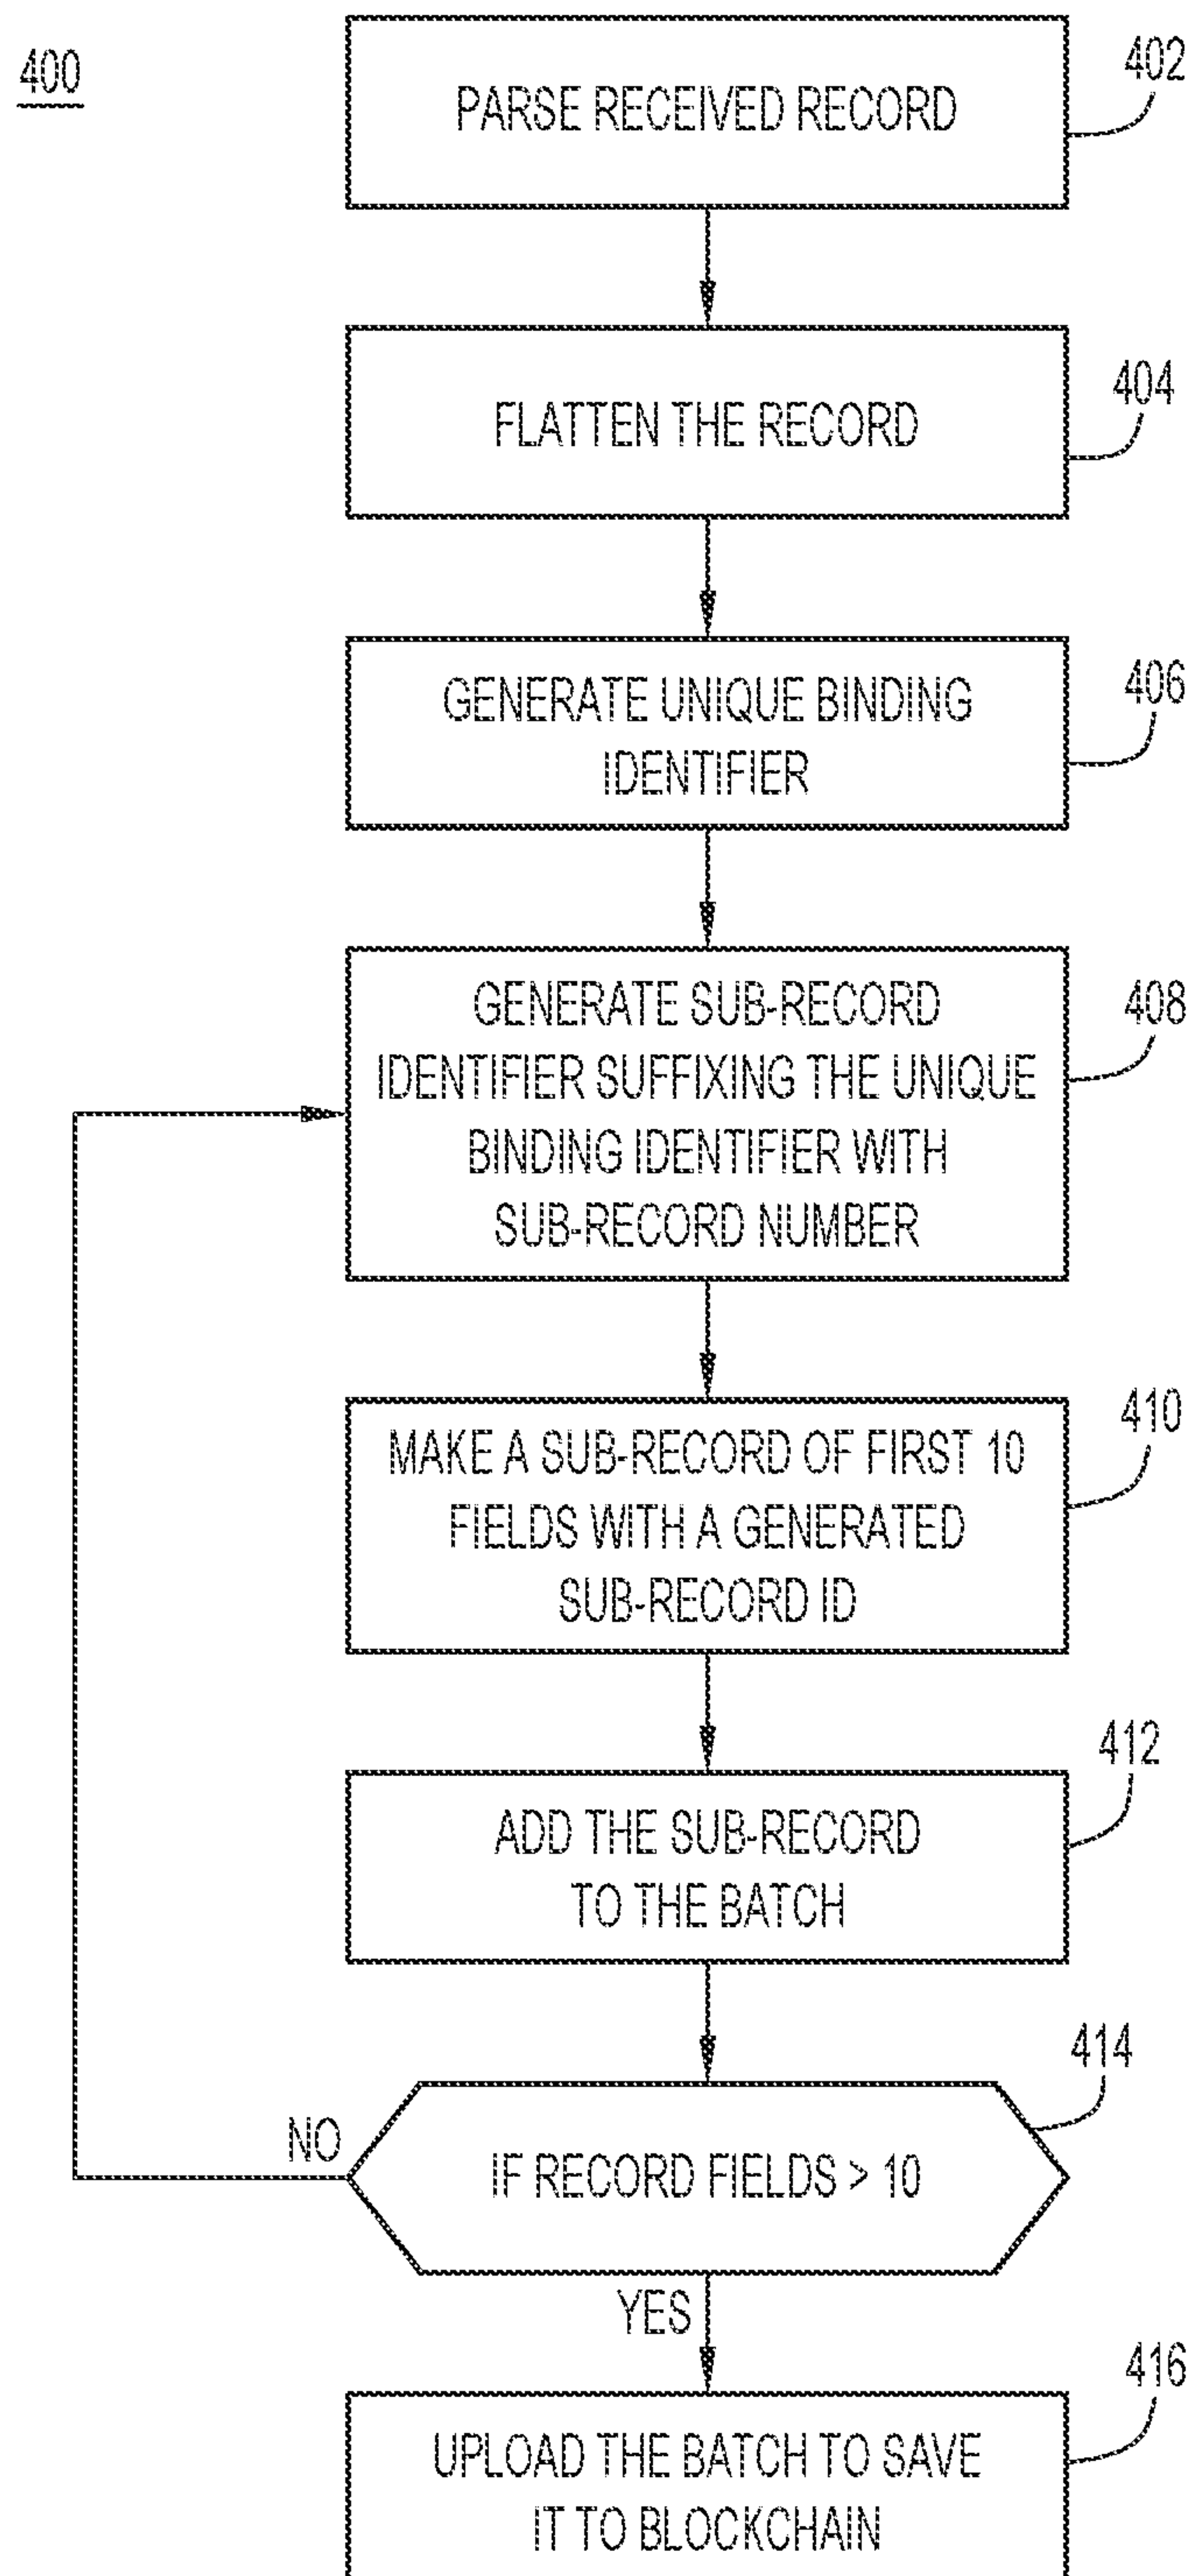 400
402
PARSE RECEIVED RECORD
404
FLATTEN THE RECORD
406
GENERATE UNIQUE BINDING
IDENTIFIER
408
GENERATE SUB-RECORD
IDENTIFIER SUFFIXING THE UNIQUE
BINDING IDENTIFIER WITH
SUB-RECORD NUMBER
410
MAKE A SUB-RECORD OF FIRST 10
FIELDS WITH A GENERATED
SUB-RECORD ID
412
ADD THE SUB-RECORD
TO THE BATCH
414
NO
IF RECORD FIELDS > 10
YES
416
UPLOAD THE BATCH TO SAVE
IT TO BLOCKCHAIN